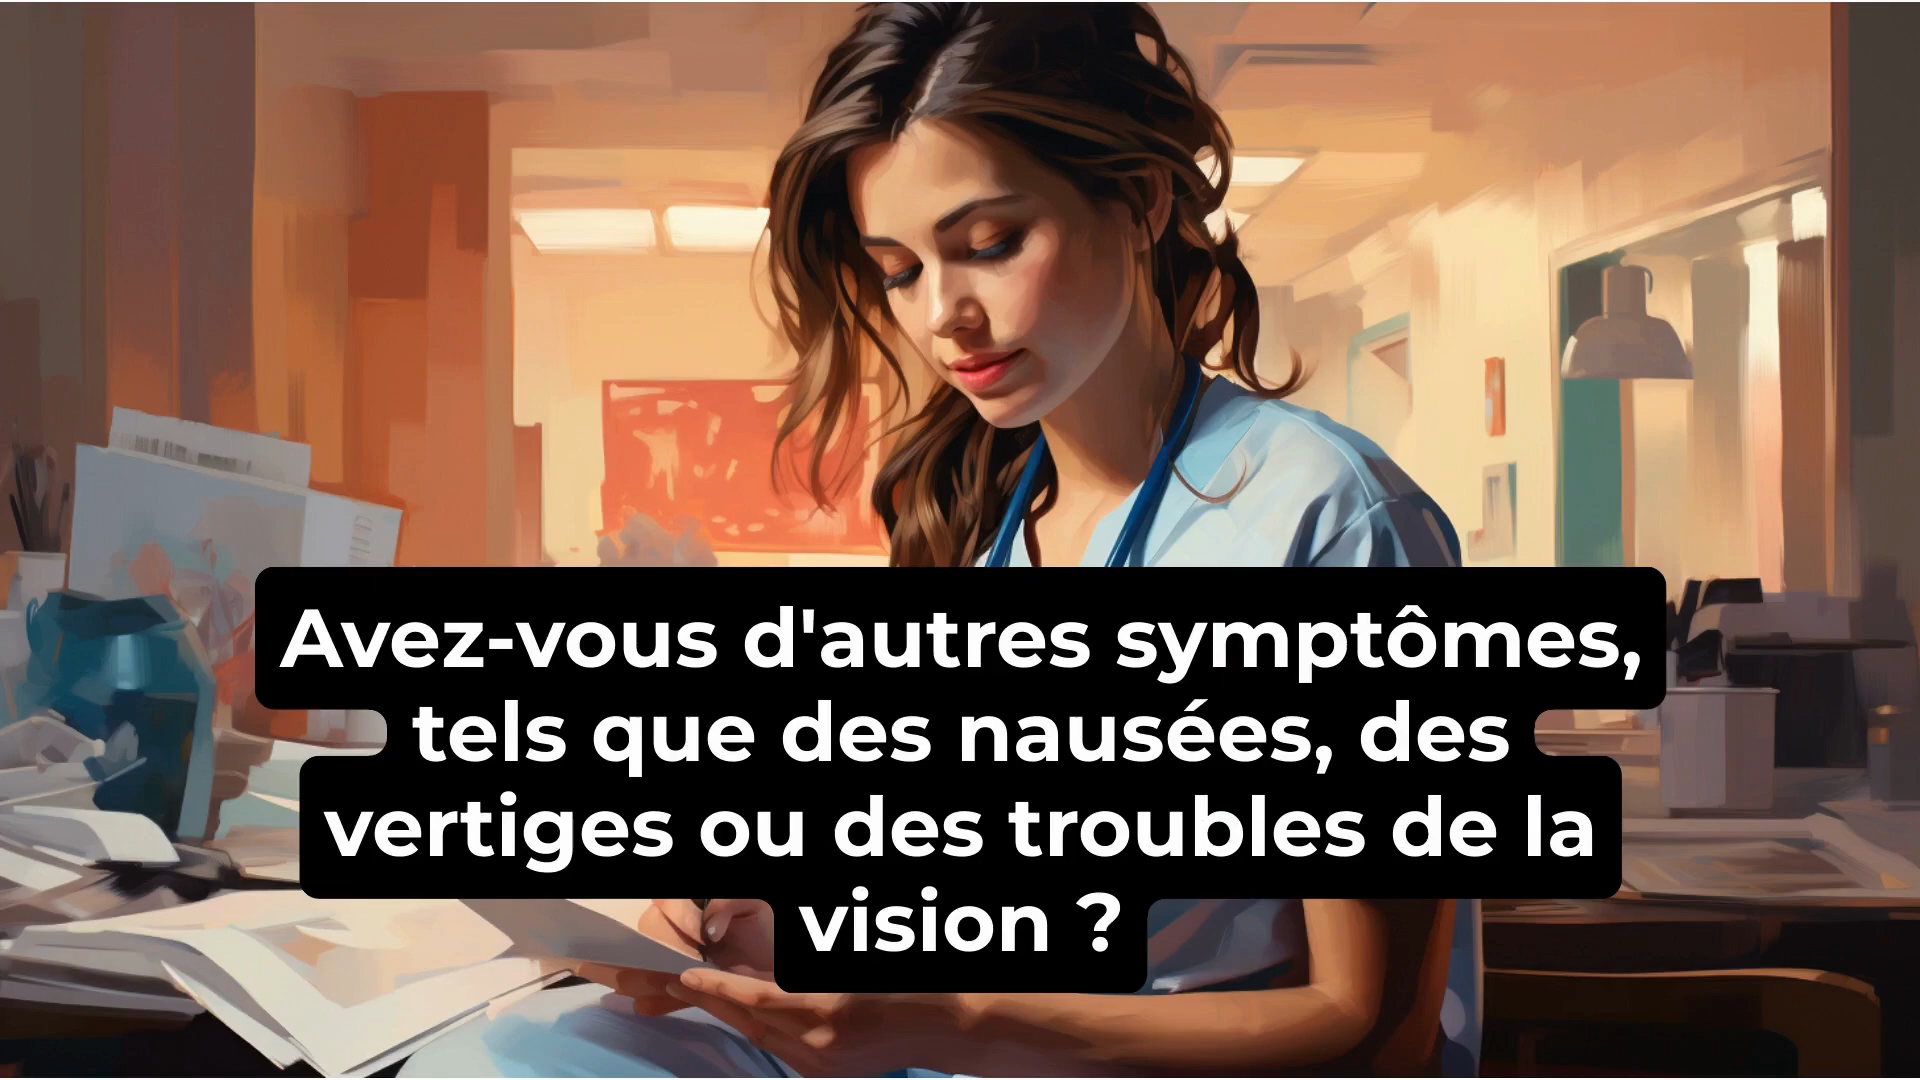 Avez-vous d'autres symptômes,
tels que des nausées, des
vertiges ou des troubles de la
vision ?